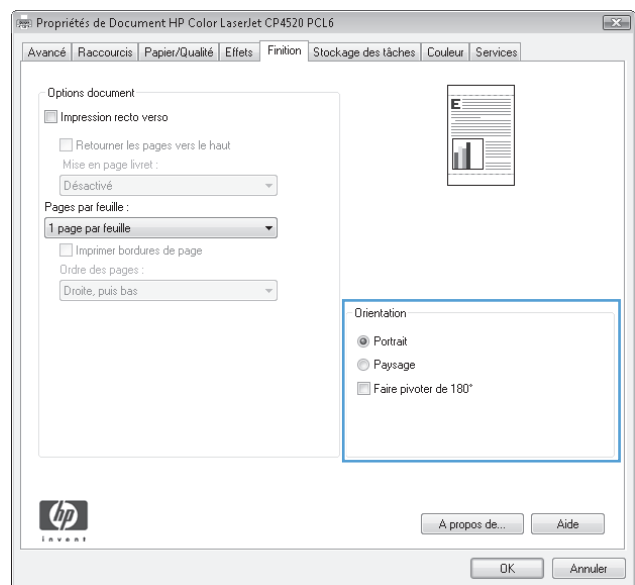 Propriétés de Document HP Color LaserJet CP4520 PCL6
Avancé Raccourcis Papier/Qualité Effets Finition Stockage des tâches Couleur Services
Options document
Impression recto verso
Retourner les pages vers le haut
Mise en page livret :
Désactivé
Pages par feuille :
1 page par feuille
Imprimer bordures de page
Ordre des pages :
Droite, puis bas
E
Orientation
Portrait
Paysage
Faire pivoter de 180°
hp
invent
A propos de... Aide
OK Annuler